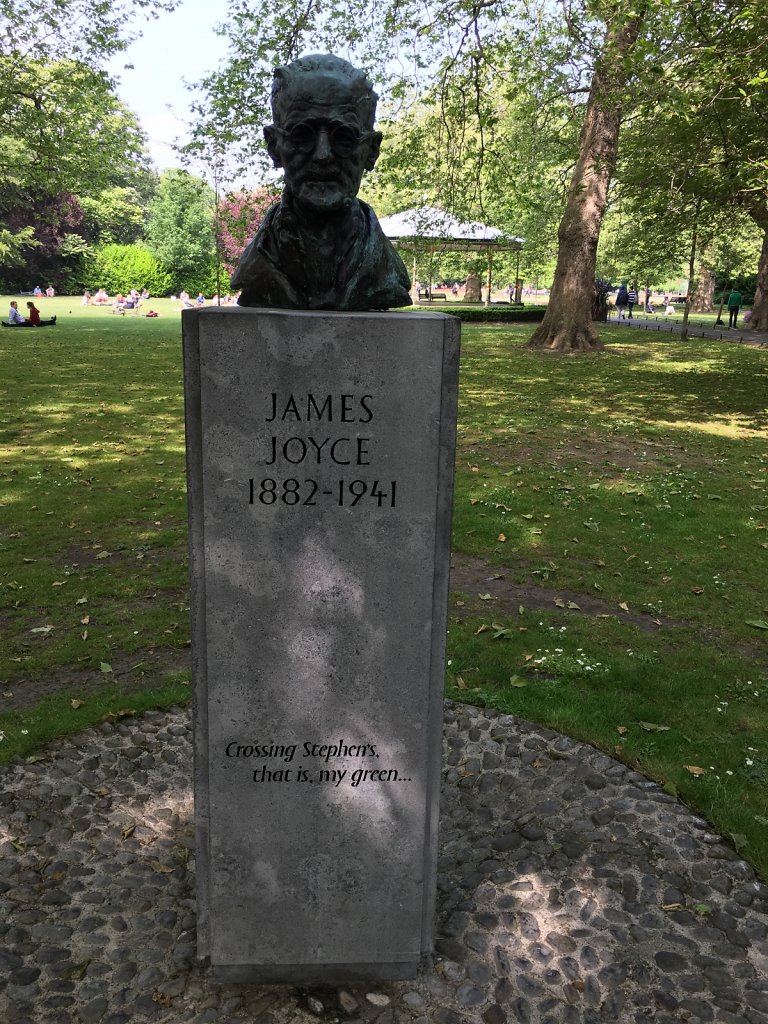 JAMES
JOYCE
1882-1941
Crossing Stephen's,
that is, my green...